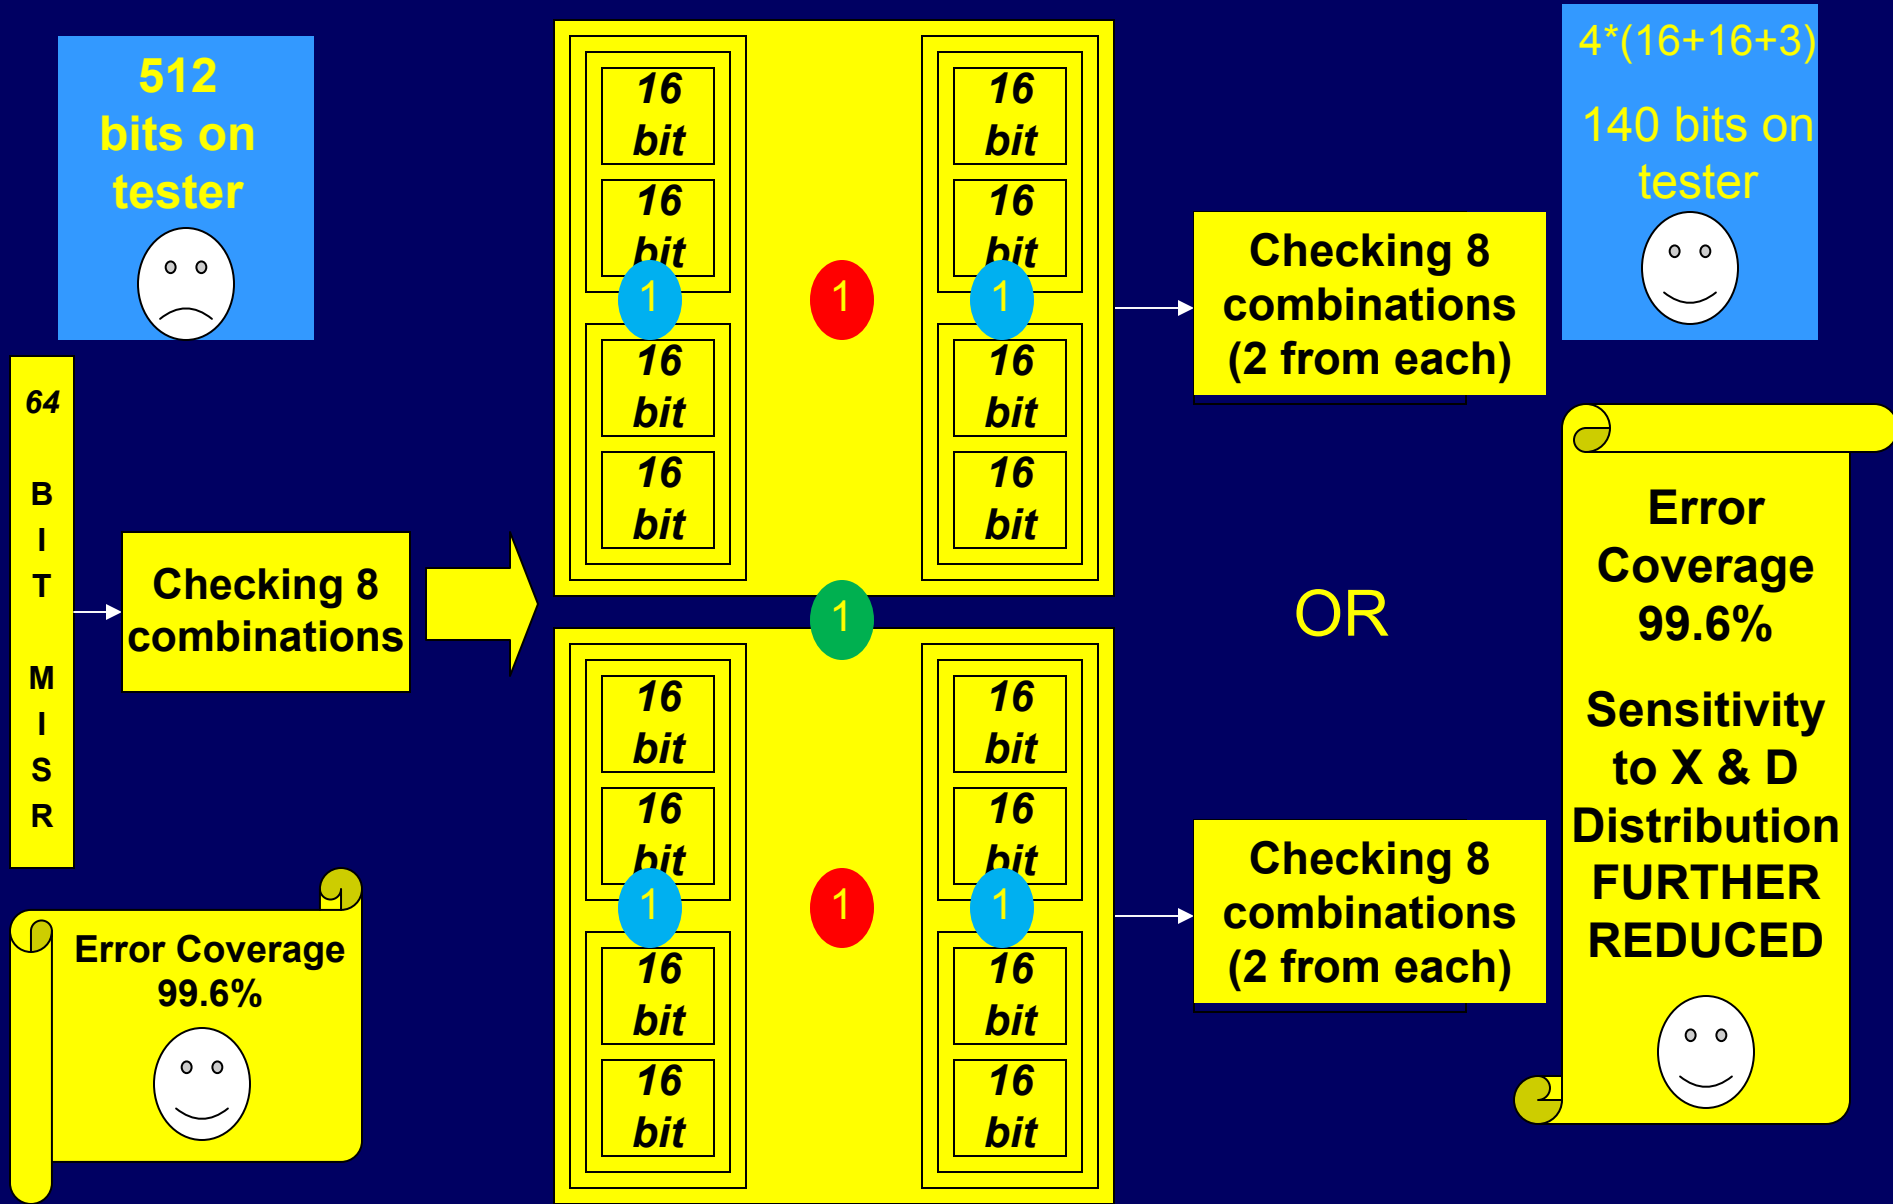 512
bits on
tester
64
B
I
T
M
I
S
R
Checking 8
combinations
Error Coverage
99.6%
16
bit
16
bit
1
16
bit
16
bit
1
16
bit
16
bit
1
16
bit
16
bit
1
16
bit
16
bit
1
16
bit
16
bit
1
16
bit
16
bit
1
16
bit
16
bit
Checking 8
combinations
(2 from each)
OR
Checking 8
combinations
(2 from each)
4*(16+16+3)
140 bits on
tester
Error
Coverage
99.6%
Sensitivity
to X & D
Distribution
FURTHER
REDUCED